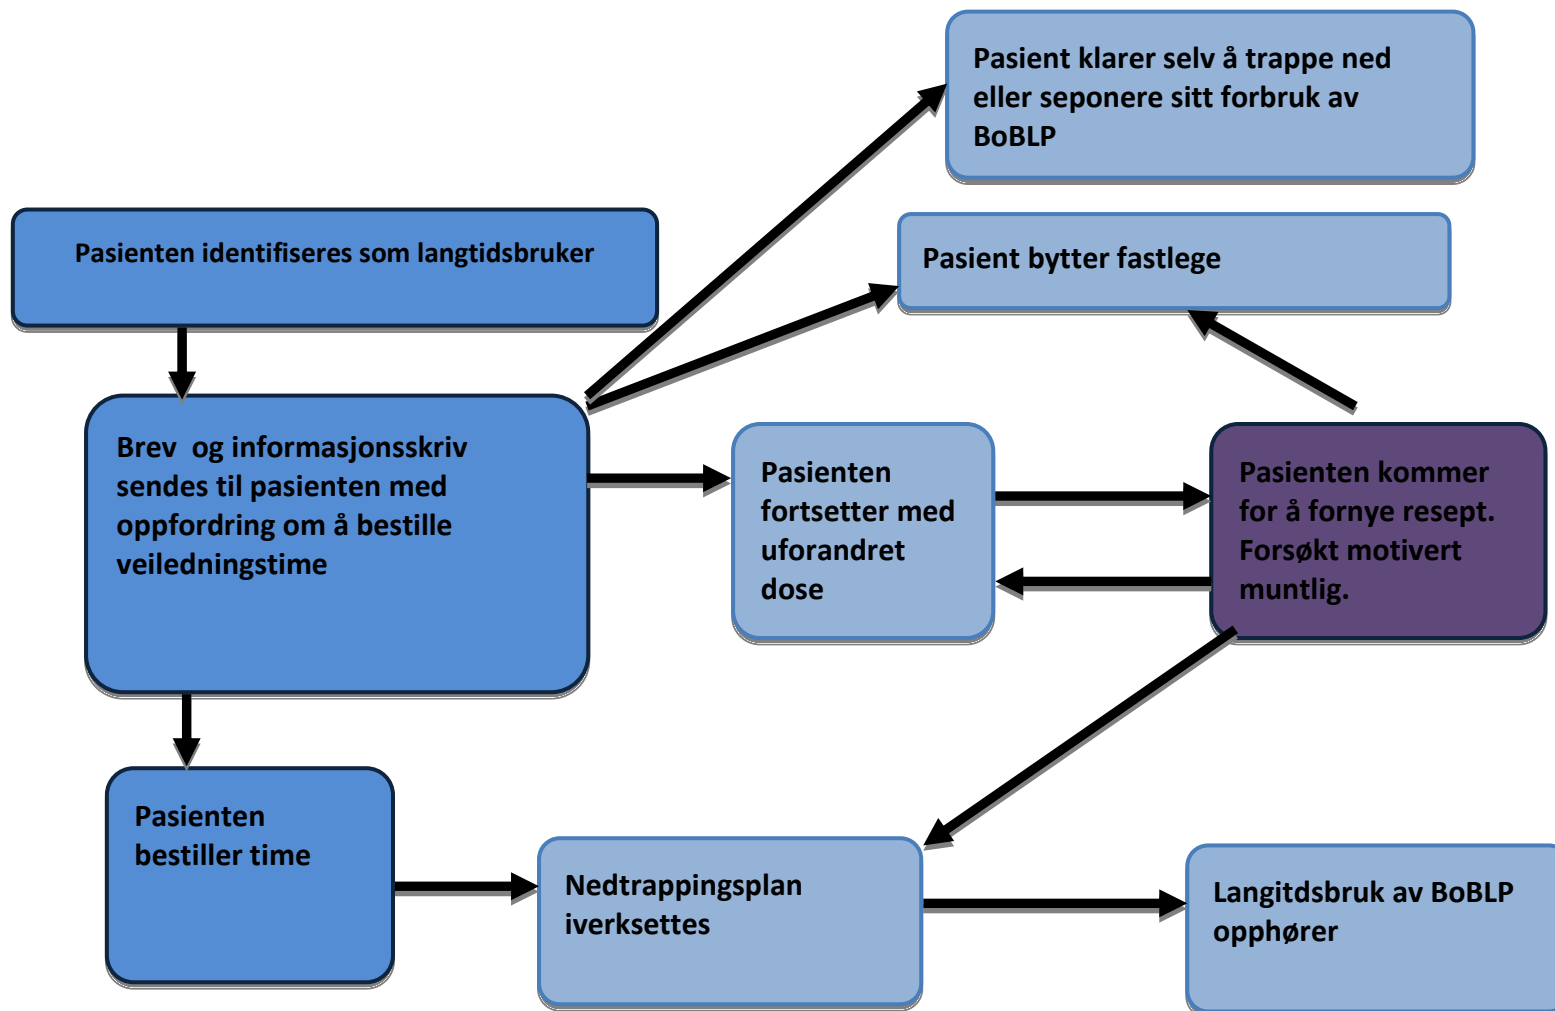 Pasient klarer selv å trappe ned
eller seponere sitt forbruk av
BoBLP
Pasienten identifiseres som langtidsbruker
Pasient bytter fastlege
Brev  og informasjonsskriv
sendes til pasienten med
oppfordring om å bestille
veiledningstime
Pasienten
fortsetter med
uforandret
dose
Pasienten kommer
for å fornye resept.
Forsøkt motivert
muntlig.
Pasienten
bestiller time
Nedtrappingsplan
iverksettes
Langitdsbruk av BoBLP
opphører